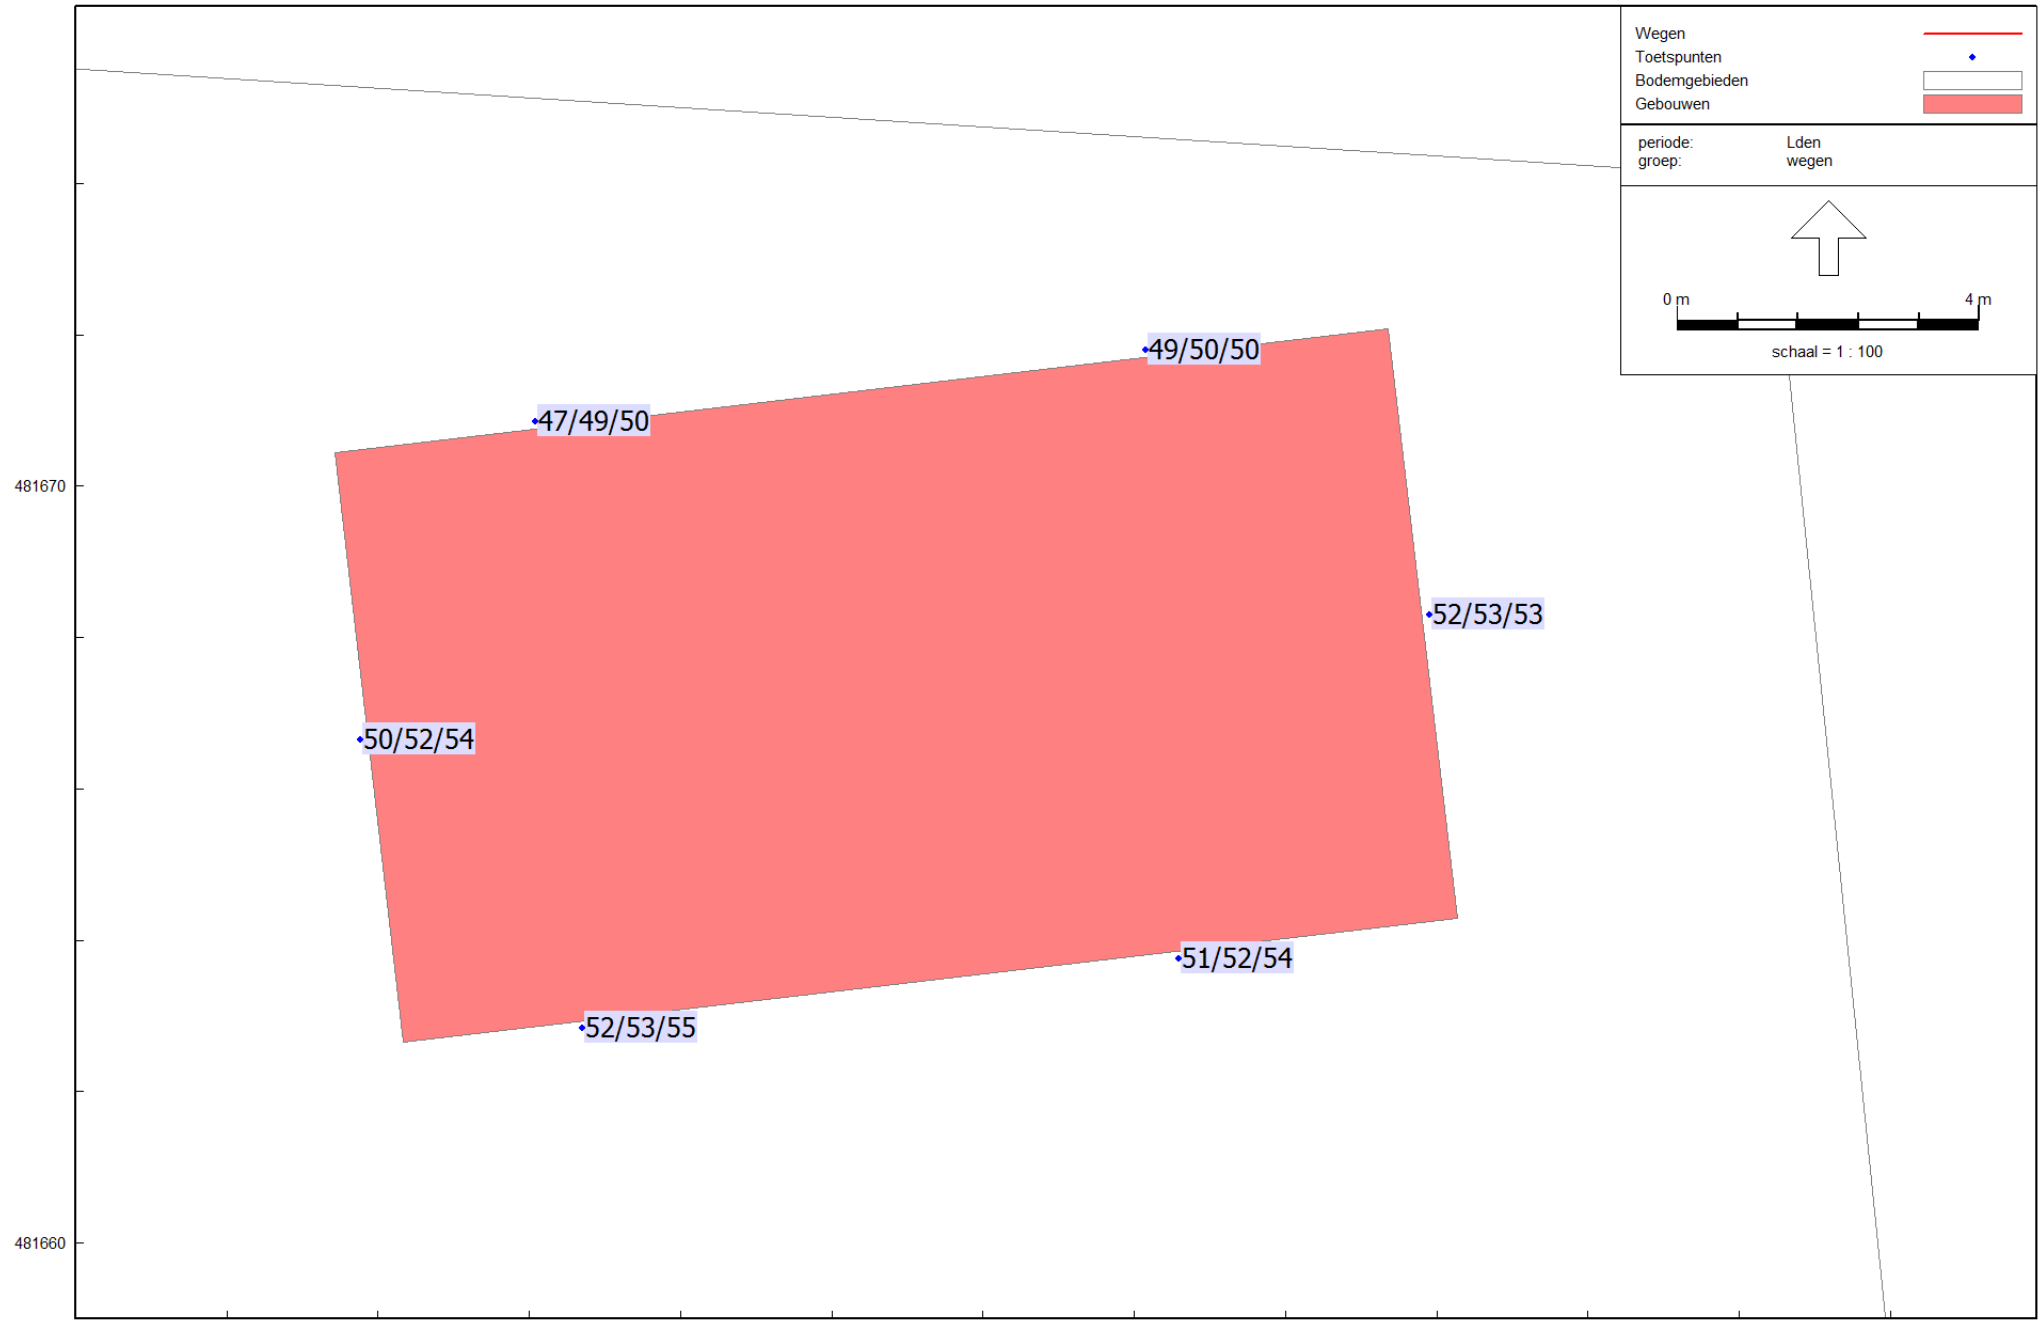 Wegen
Toetspunten
Bodemgebieden
Gebouwen
periode: Lden
groep: wegen
0 m 4 m
schaal = 1 : 100
49/50/50
47/49/50
481670
52/53/53
50/52/54
51/52/54
52/53/55
481660